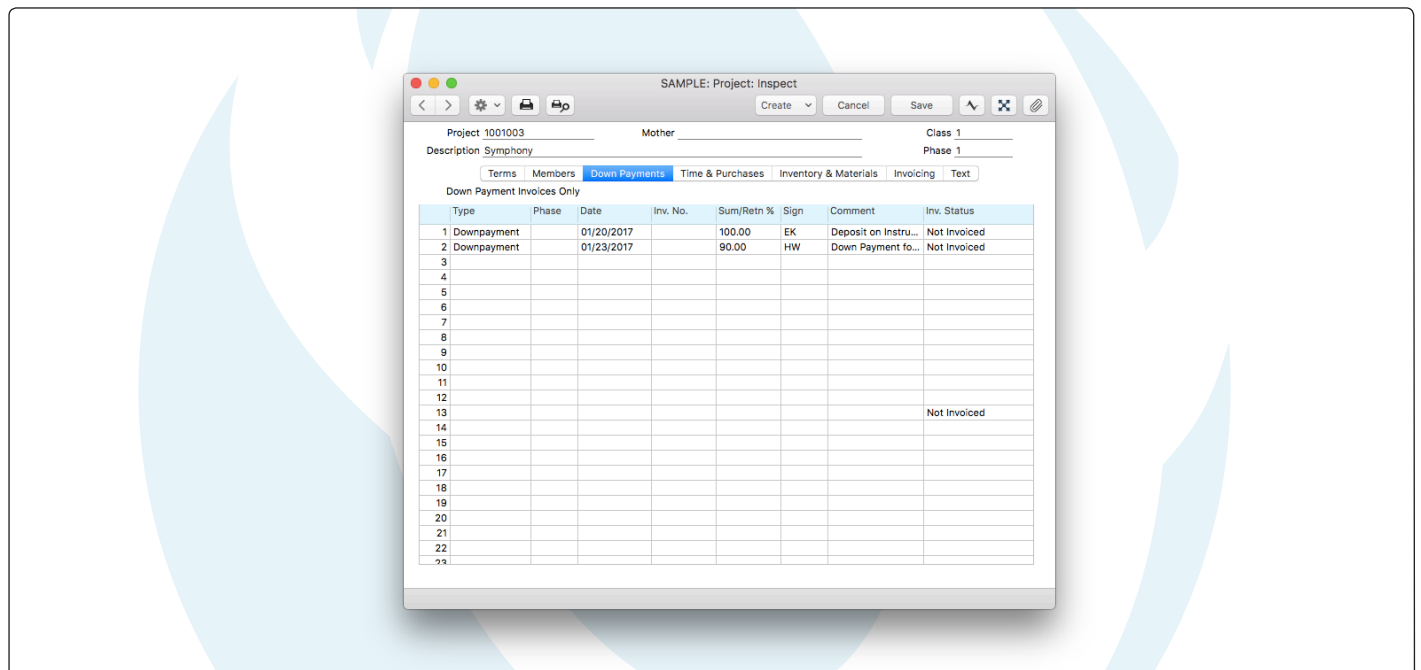 SAMPLE: Project: Inspect
Create Cancel Save
Project 1001003 Mother Class 1
Description Symphony Phase 1
Terms Members Down Payments Time & Purchases Inventory & Materials Invoicing Text
Down Payment Invoices Only
Type Phase Date Inv. No. Sum/Retn % Sign Comment Inv. Status
1 Downpayment 01/20/2017 100.00 EK Deposit on Instru... Not Invoiced
2 Downpayment 01/23/2017 90.00 HW Down Payment fo... Not Invoiced
3
4
5
6
7
8
9
10
11
12
13 Not Invoiced
14
15
16
17
18
19
20
21
22
23